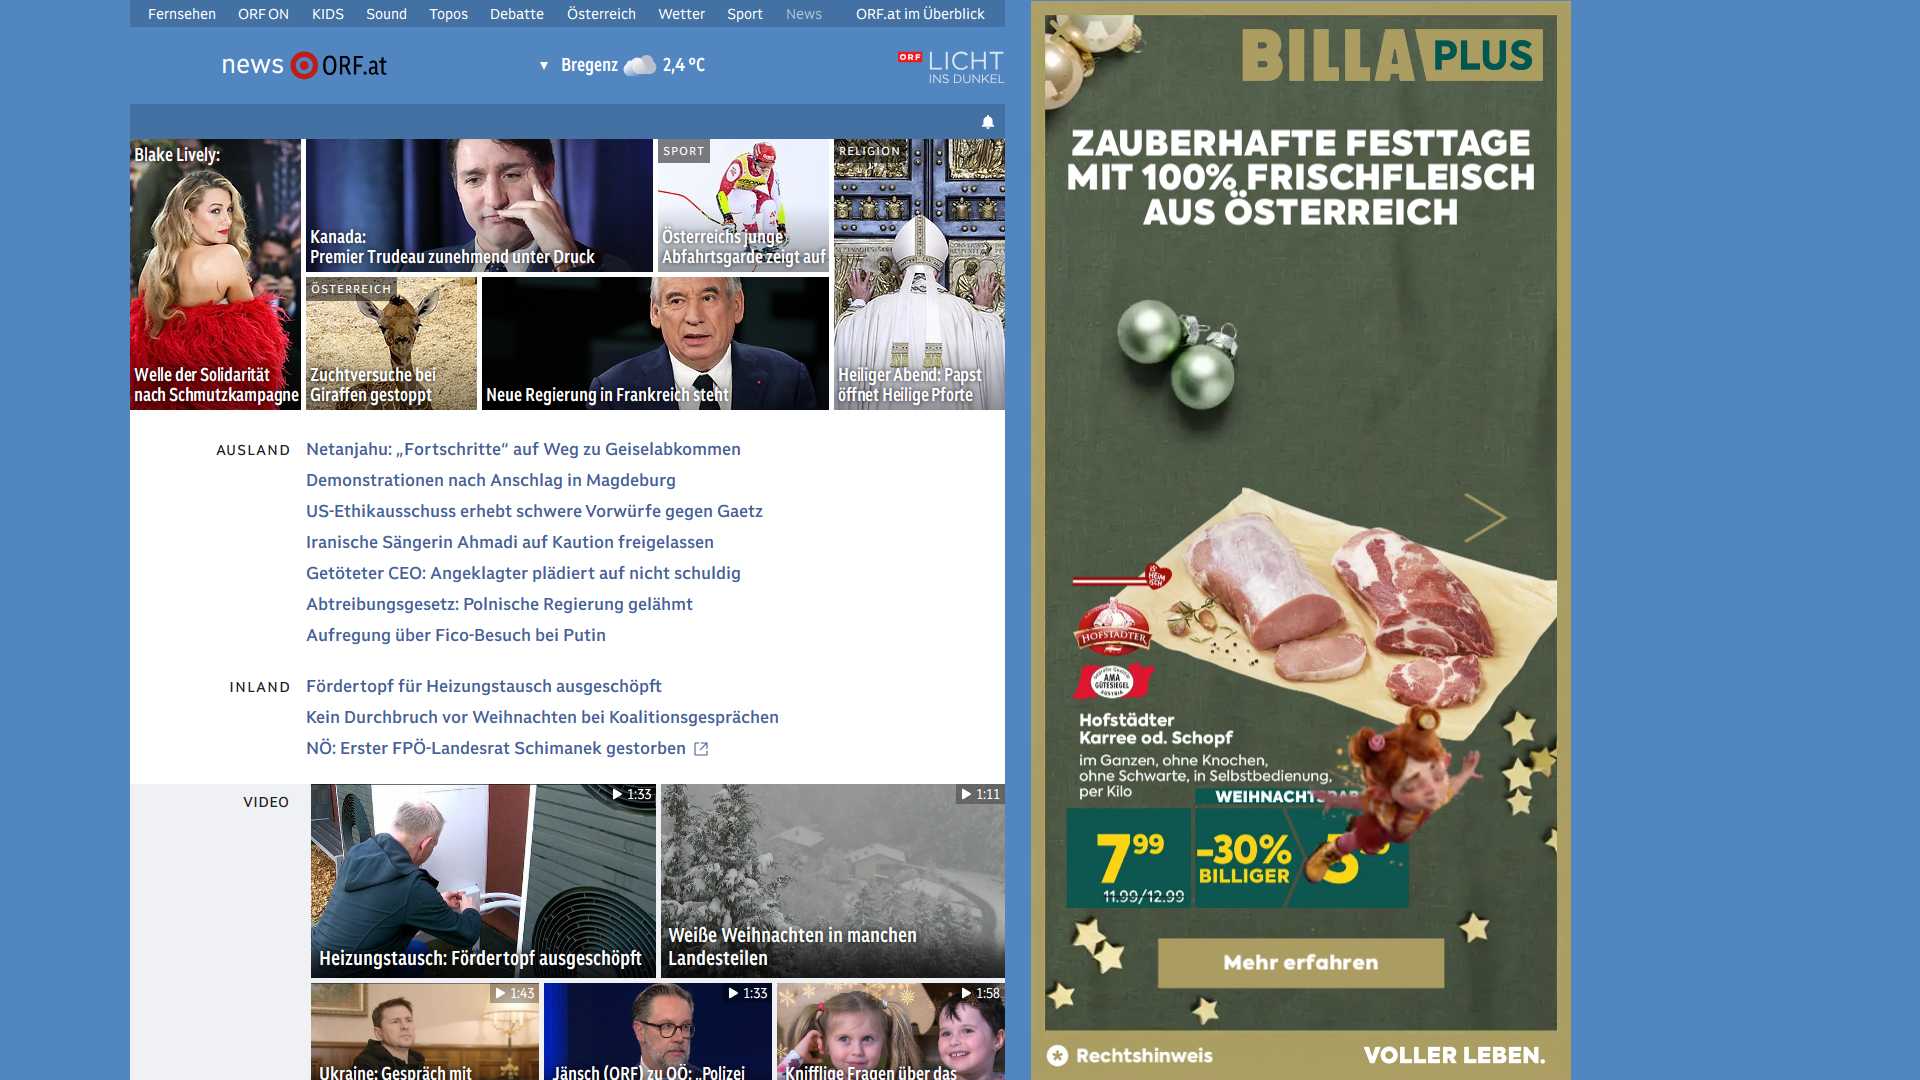 Fernsehen ORF ON KIDS Sound Topos Debatte Österreich Wetter Sport News ORF.at im Überblick
news ORF.at
Bregenz 2,4 °C
ORF LICHT
INS DUNKEL
Blake Lively:
Welle der Solidarität
nach Schmutzkampagne
Kanada:
Premier Trudeau zunehmend unter Druck
SPORT
Österreichs junge
Abfahrtsgarde zeigt auf
RELIGION
Heiliger Abend: Papst
öffnet Heilige Pforte
ÖSTERREICH
Zuchtversuche bei
Giraffen gestoppt
Neue Regierung in Frankreich steht
AUSLAND
Netanjahu: „Fortschritte“ auf Weg zu Geiselabkommen
Demonstrationen nach Anschlag in Magdeburg
US-Ethikausschuss erhebt schwere Vorwürfe gegen Gaetz
Iranische Sängerin Ahmadi auf Kaution freigelassen
Getöteter CEO: Angeklagter plädiert auf nicht schuldig
Abtreibungsgesetz: Polnische Regierung gelähmt
Aufregung über Fico-Besuch bei Putin
INLAND
Fördertopf für Heizungstausch ausgeschöpft
Kein Durchbruch vor Weihnachten bei Koalitionsgesprächen
NÖ: Erster FPÖ-Landesrat Schimanek gestorben
VIDEO
1:33
Heizungstausch: Fördertopf ausgeschöpft
1:11
Weiße Weihnachten in manchen
Landesteilen
1:43
Ukraine: Gespräch mit
1:33
Jänsch (ORF) zu OÖ: „Polizei
1:58
Knifflige Fragen über das
BILLA PLUS
ZAUBERHAFTE FESTTAGE
MIT 100% FRISCHFLEISCH
AUS ÖSTERREICH
IS' HEIMISCH
HOFSTÄDTER
AMA
GÜTESIEGEL
AUSTRIA
Hofstädter
Karree od. Schopf
im Ganzen, ohne Knochen,
ohne Schwarte, in Selbstbedienung,
per Kilo
7 99
11.99/12.99
-30%
BILLIGER
Mehr erfahren
Rechtshinweis
VOLLER LEBEN.